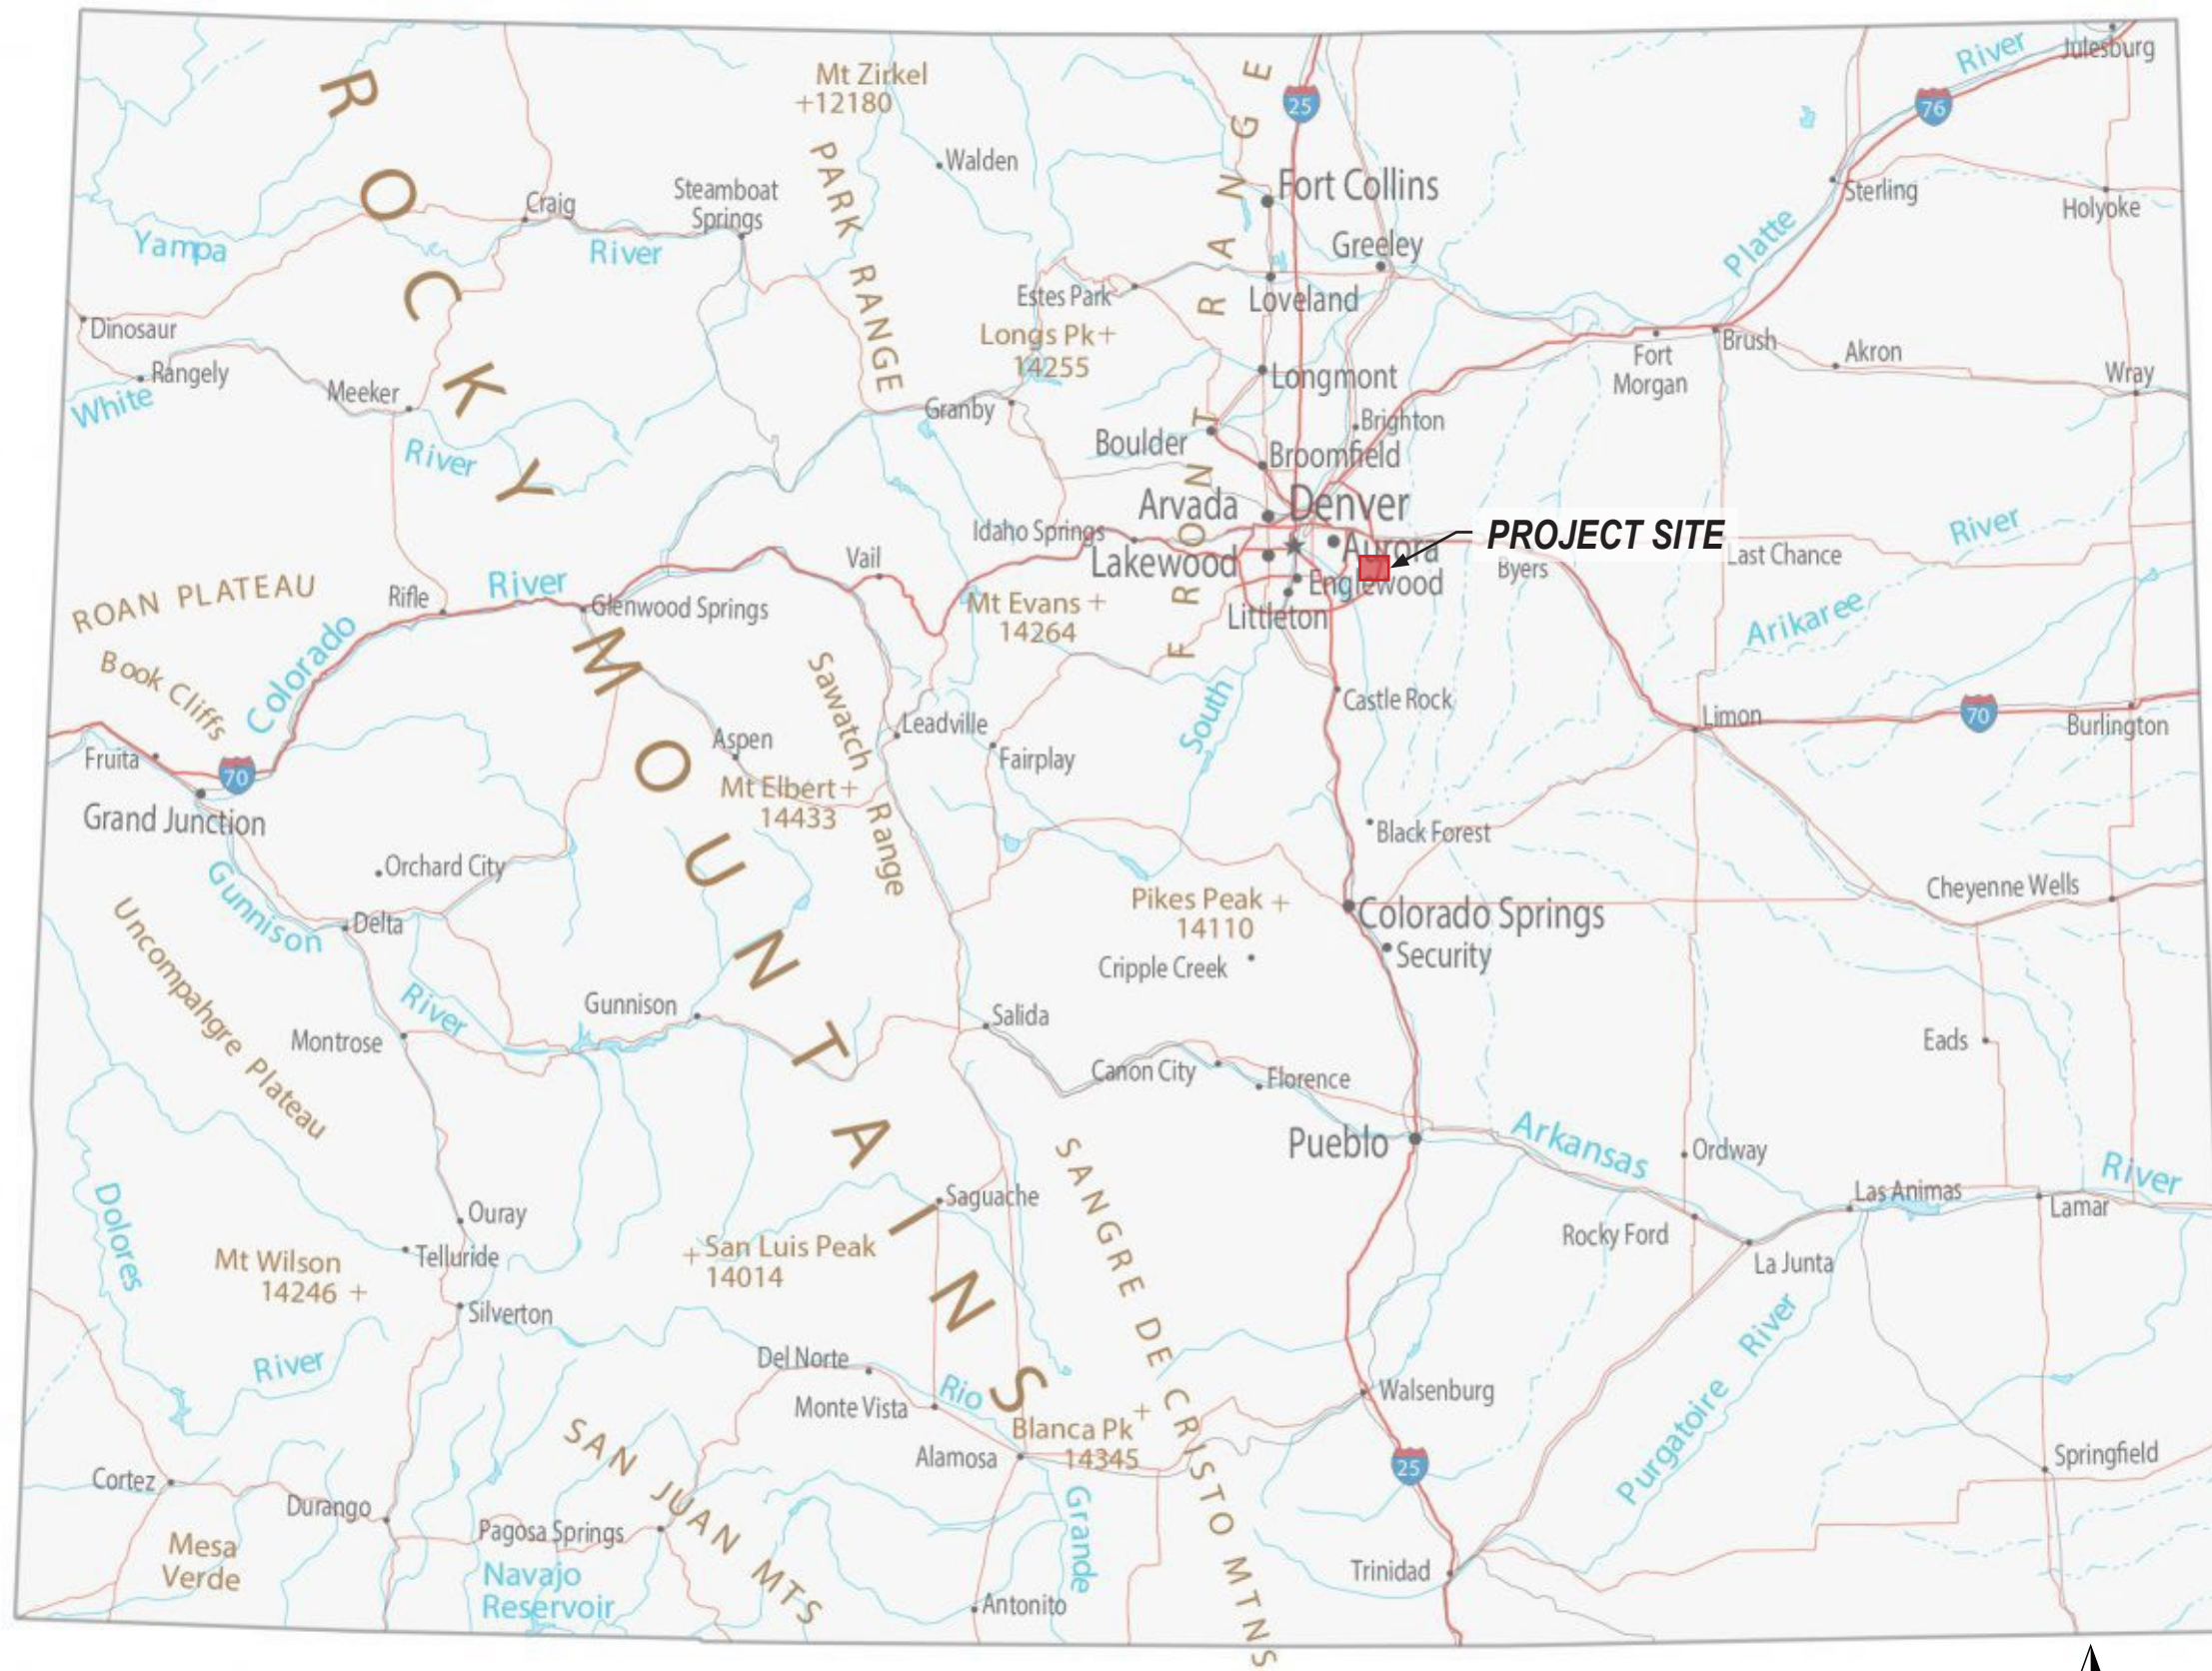 River
Julesburg
Mt Zirkel
+12180
25
76
Walden
PARK RANGE
FRONT RANGE
Fort Collins
Sterling
Holyoke
Craig
Steamboat
Springs
Yampa
River
Greeley
Platte
Estes Park
Loveland
Dinosaur
Longs Pk+
14255
Rangely
Meeker
White
River
Granby
Longmont
Fort
Morgan
Brush
Akron
Wray
Brighton
Boulder
Broomfield
Arvada
Denver
Idaho Springs
Lakewood
Aurora
PROJECT SITE
Englewood
Littleton
Byers
Last Chance
River
Arikaree
Vail
Mt Evans +
14264
ROAN PLATEAU
Rifle
River
Glenwood Springs
Colorado
Book Cliffs
ROCKY MOUNTAINS
Sawatch Range
South
Castle Rock
Limon
70
Burlington
Leadville
Fairplay
Aspen
Mt Elbert+
14433
Fruita
70
Grand Junction
Black Forest
Orchard City
Gunnison
Delta
Pikes Peak +
14110
Colorado Springs
Cheyenne Wells
Cripple Creek
Security
Uncompahgre Plateau
River
Gunnison
Salida
Montrose
Eads
Canon City
Florence
Pueblo
Arkansas
Ordway
River
Dolores
Saguache
Las Animas
Lamar
Ouray
Rocky Ford
La Junta
Telluride
Mt Wilson
14246 +
+ San Luis Peak
14014
SANGRE DE CRISTO MTNS
Silverton
River
Del Norte
Monte Vista
Rio
Blanca Pk +
14345
Walsenburg
River
Purgatoire
Alamosa
25
Springfield
SAN JUAN MTS
Cortez
Durango
Pagosa Springs
Grande
Mesa
Verde
Navajo
Reservoir
Antonito
Trinidad